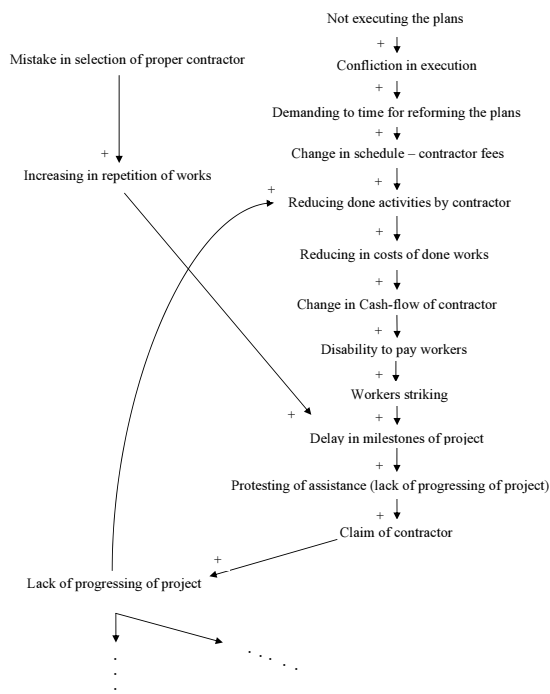 Not executing the plans
+
Mistake in selection of proper contractor
Confliction in execution
+
Demanding to time for reforming the plans
+
+
Change in schedule – contractor fees
Increasing in repetition of works
+
+
Reducing done activities by contractor
+
Reducing in costs of done works
+
Change in Cash-flow of contractor
+
Disability to pay workers
+
Workers striking
+
+
Delay in milestones of project
+
Protesting of assistance (lack of progressing of project)
+
Claim of contractor
+
Lack of progressing of project